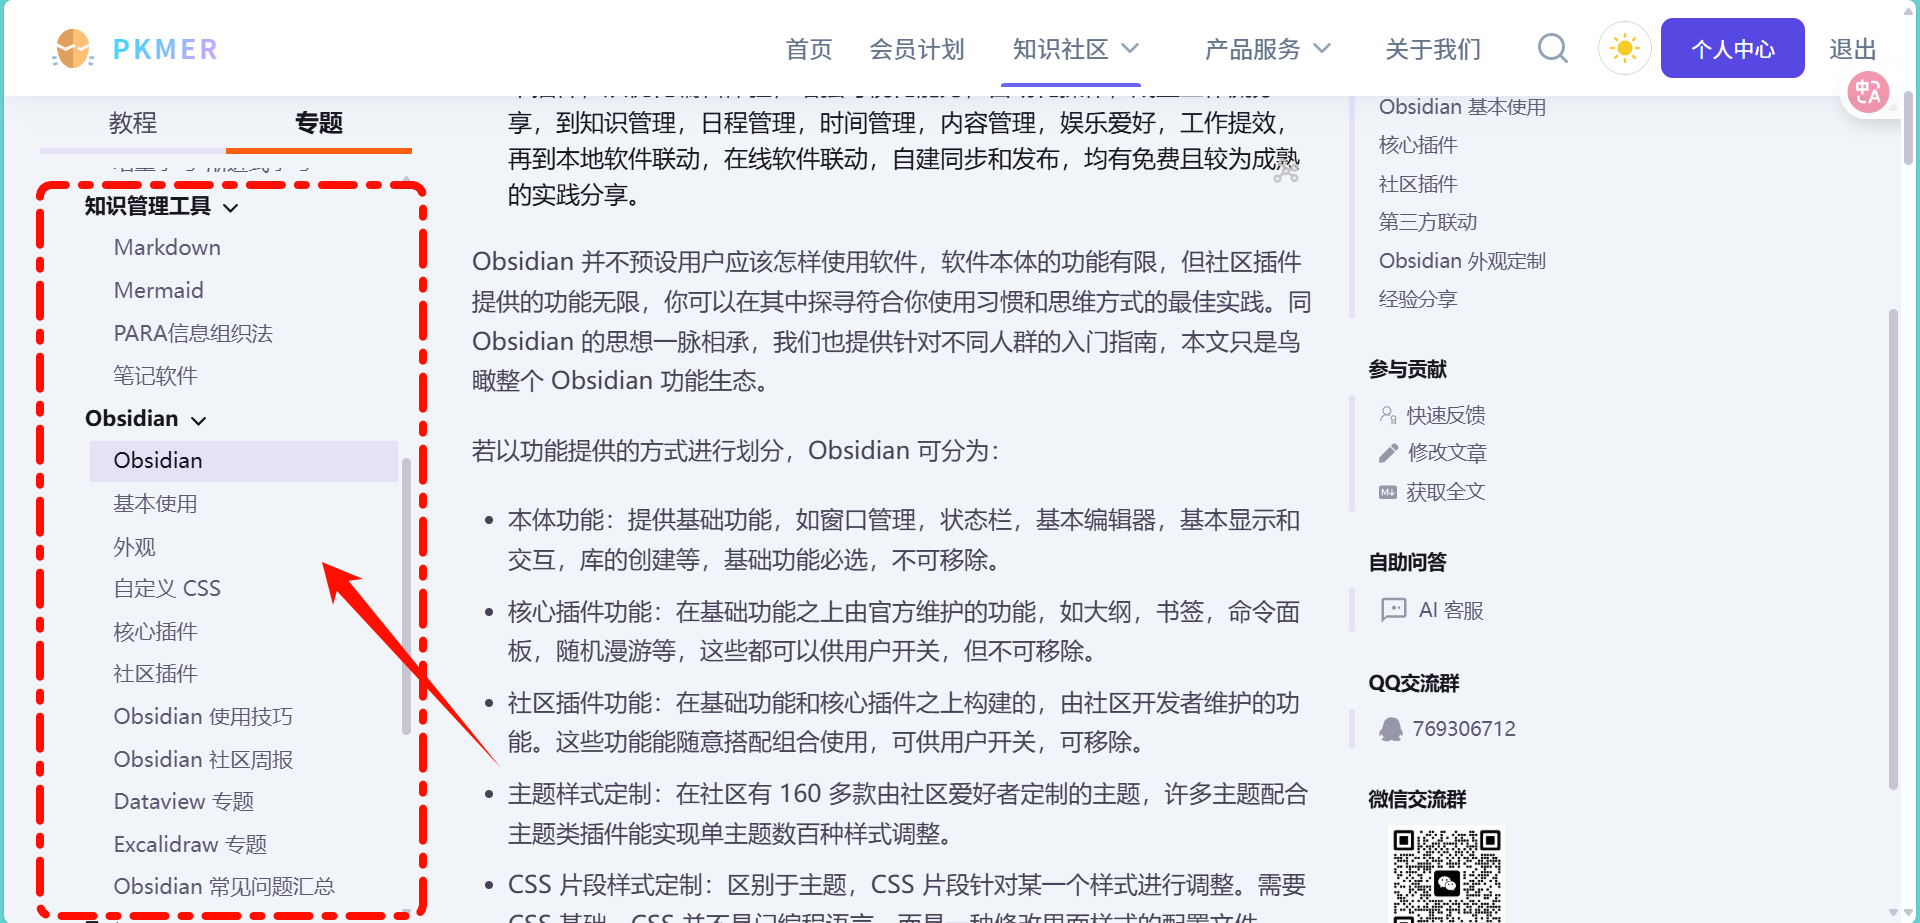 PKMER
首页
会员计划
知识社区
产品服务
关于我们
个人中心
退出
教程
专题
知识管理工具
Markdown
Mermaid
PARA信息组织法
笔记软件
Obsidian
Obsidian
基本使用
外观
自定义 CSS
核心插件
社区插件
Obsidian 使用技巧
Obsidian 社区周报
Dataview 专题
Excalidraw 专题
Obsidian 常见问题汇总
享，到知识管理，日程管理，时间管理，内容管理，娱乐爱好，工作提效，
再到本地软件联动，在线软件联动，自建同步和发布，均有免费且较为成熟
的实践分享。
Obsidian 并不预设用户应该怎样使用软件，软件本体的功能有限，但社区插件
提供的功能无限，你可以在其中探寻符合你使用习惯和思维方式的最佳实践。同
Obsidian 的思想一脉相承，我们也提供针对不同人群的入门指南，本文只是鸟
瞰整个 Obsidian 功能生态。
若以功能提供的方式进行划分，Obsidian 可分为：
本体功能：提供基础功能，如窗口管理，状态栏，基本编辑器，基本显示和
交互，库的创建等，基础功能必选，不可移除。
核心插件功能：在基础功能之上由官方维护的功能，如大纲，书签，命令面
板，随机漫游等，这些都可以供用户开关，但不可移除。
社区插件功能：在基础功能和核心插件之上构建的，由社区开发者维护的功
能。这些功能能随意搭配组合使用，可供用户开关，可移除。
主题样式定制：在社区有 160 多款由社区爱好者定制的主题，许多主题配合
主题类插件能实现单主题数百种样式调整。
CSS 片段样式定制：区别于主题，CSS 片段针对某一个样式进行调整。需要
Obsidian 基本使用
核心插件
社区插件
第三方联动
Obsidian 外观定制
经验分享
参与贡献
快速反馈
修改文章
获取全文
自助问答
AI 客服
QQ交流群
769306712
微信交流群